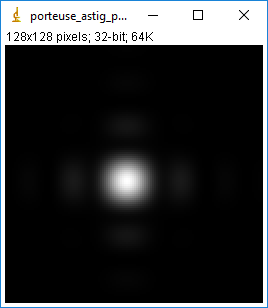 porteuse_astig_p...
128x128 pixels; 32-bit; 64K